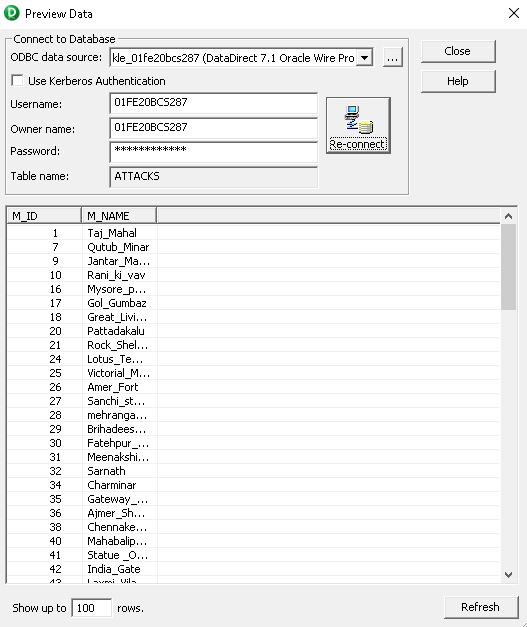 Preview Data
Connect to Database
ODBC data source: kle_01fe20bcs287 (DataDirect 7.1 Oracle Wire Pro ...
Close
Use Kerberos Authentication
Help
Username: 01FE20BCS287
Owner name: 01FE20BCS287
Password: ************
Re-connect
Table name: ATTACKS
M_ID M_NAME
1 Taj_Mahal
7 Qutub_Minar
9 Jantar_Ma...
10 Rani_ki_vav
16 Mysore_p...
17 Gol_Gumbaz
18 Great_Livi...
20 Pattadakalu
21 Rock_Shel...
24 Lotus_Te...
25 Victorial_M...
26 Amer_Fort
27 Sanchi_st...
28 mehranga...
29 Brihadees...
30 Fatehpur_...
31 Meenakshi...
32 Sarnath
34 Charminar
35 Gateway_...
36 Ajmer_Sh...
38 Chennake...
40 Mahabalip...
41 Statue _O...
42 India_Gate
43 Laxmi_Vila
Show up to 100 rows.
Refresh